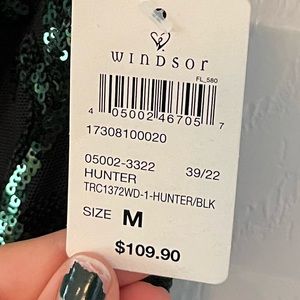 WINDSOR
FL_580
4 05002 46705 7
17308100020
05002-3322 39/22
HUNTER
TRC1372WD-1-HUNTER/BLK
SIZE M
$109.90